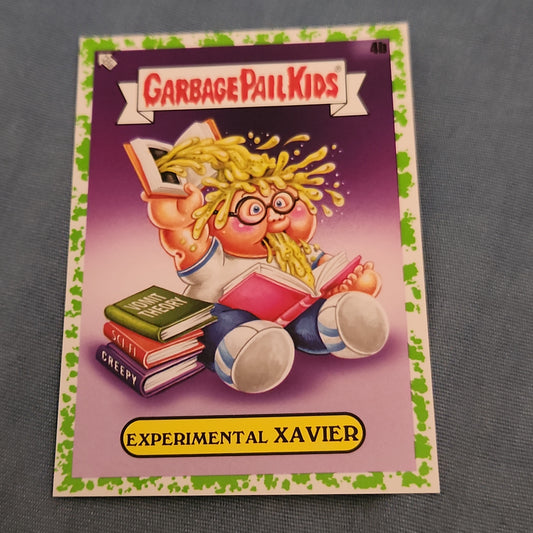 4b
GARBAGE PAIL KIDS
VOMIT THEORY
SCI-FI
CREEPY
EXPERIMENTAL XAVIER